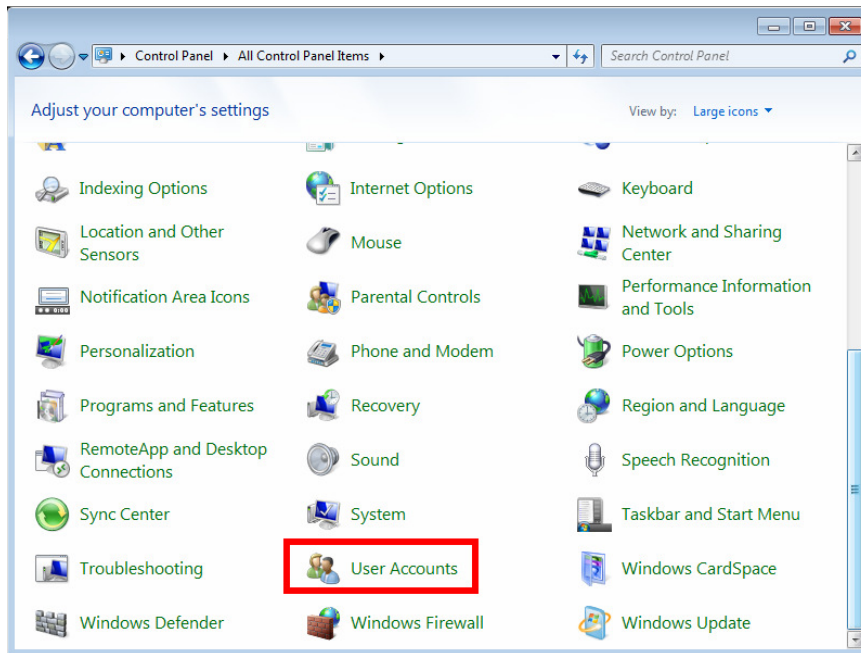 Control Panel All Control Panel Items
Search Control Panel
Adjust your computer's settings
View by: Large icons
Indexing Options
Internet Options
Keyboard
Location and Other
Sensors
Mouse
Network and Sharing
Center
Notification Area Icons
Parental Controls
Performance Information
and Tools
Personalization
Phone and Modem
Power Options
Programs and Features
Recovery
Region and Language
RemoteApp and Desktop
Connections
Sound
Speech Recognition
Sync Center
System
Taskbar and Start Menu
Troubleshooting
User Accounts
Windows CardSpace
Windows Defender
Windows Firewall
Windows Update